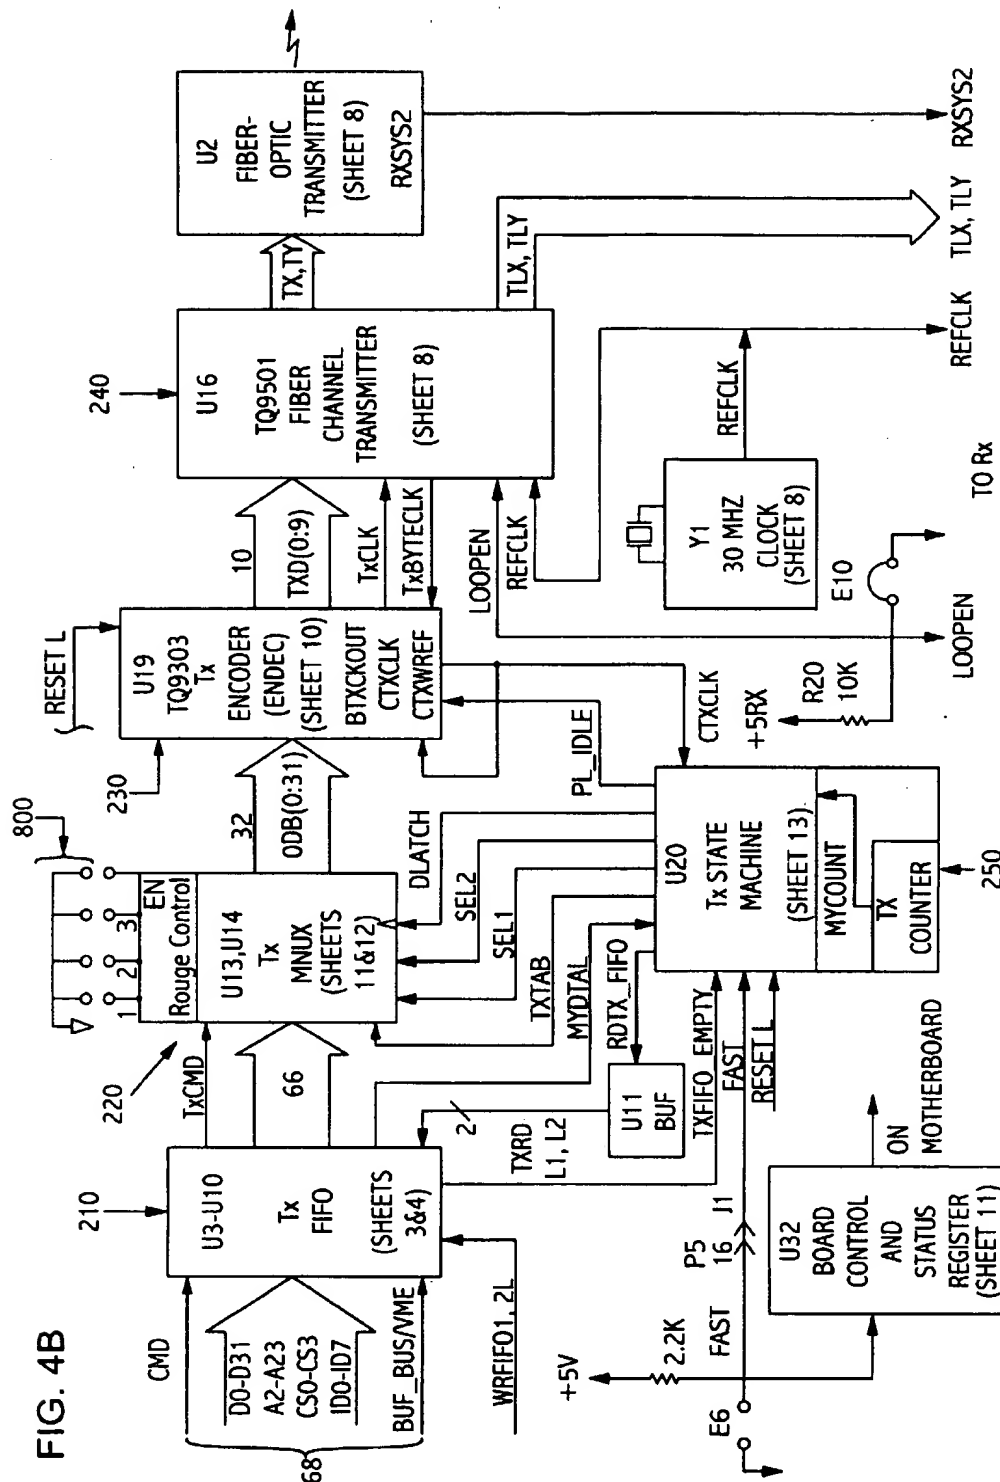 FIG. 4B
68
CMD
D0-D31
A2-A23
CS0-CS3
ID0-ID7
BUF_BUS/VME
WRFIFO1, 2L
210
U3-U10
Tx
FIFO
(SHEETS
3&4)
TxCMD
66
2
TXRD
L1, L2
U11
BUF
220
800
1
2
3
EN
Rouge Control
U13,U14
Tx
MNUX
(SHEETS
11&12)
32
ODB(0:31)
DLATCH
SEL2
SEL1
TXTAB
MYDTAL
RDTX_FIFO
TXFIFO_EMPTY
FAST
RESET L
230
RESET L
U19
TQ9303
Tx
ENCODER
(ENDEC)
(SHEET 10)
BTXCKOUT
CTXCLK
CTXWREF
10
TXD(0:9)
TxCLK
TxBYTECLK
LOOPEN
REFCLK
PL_IDLE
CTXCLK
240
U16
TQ9501
FIBER
CHANNEL
TRANSMITTER
(SHEET 8)
TX,TY
TLX, TLY
U2
FIBER-
OPTIC
TRANSMITTER
(SHEET 8)
RXSYS2
U20
Tx STATE
MACHINE
(SHEET 13)
MYCOUNT
TX
COUNTER
250
Y1
30 MHZ
CLOCK
(SHEET 8)
REFCLK
+5RX
R20
10K
E10
TO Rx
LOOPEN
REFCLK
TLX, TLY
RXSYS2
E6
+5V
2.2K
FAST
P5
16
J1
U32
BOARD
CONTROL
AND
STATUS
REGISTER
(SHEET 11)
ON
MOTHERBOARD